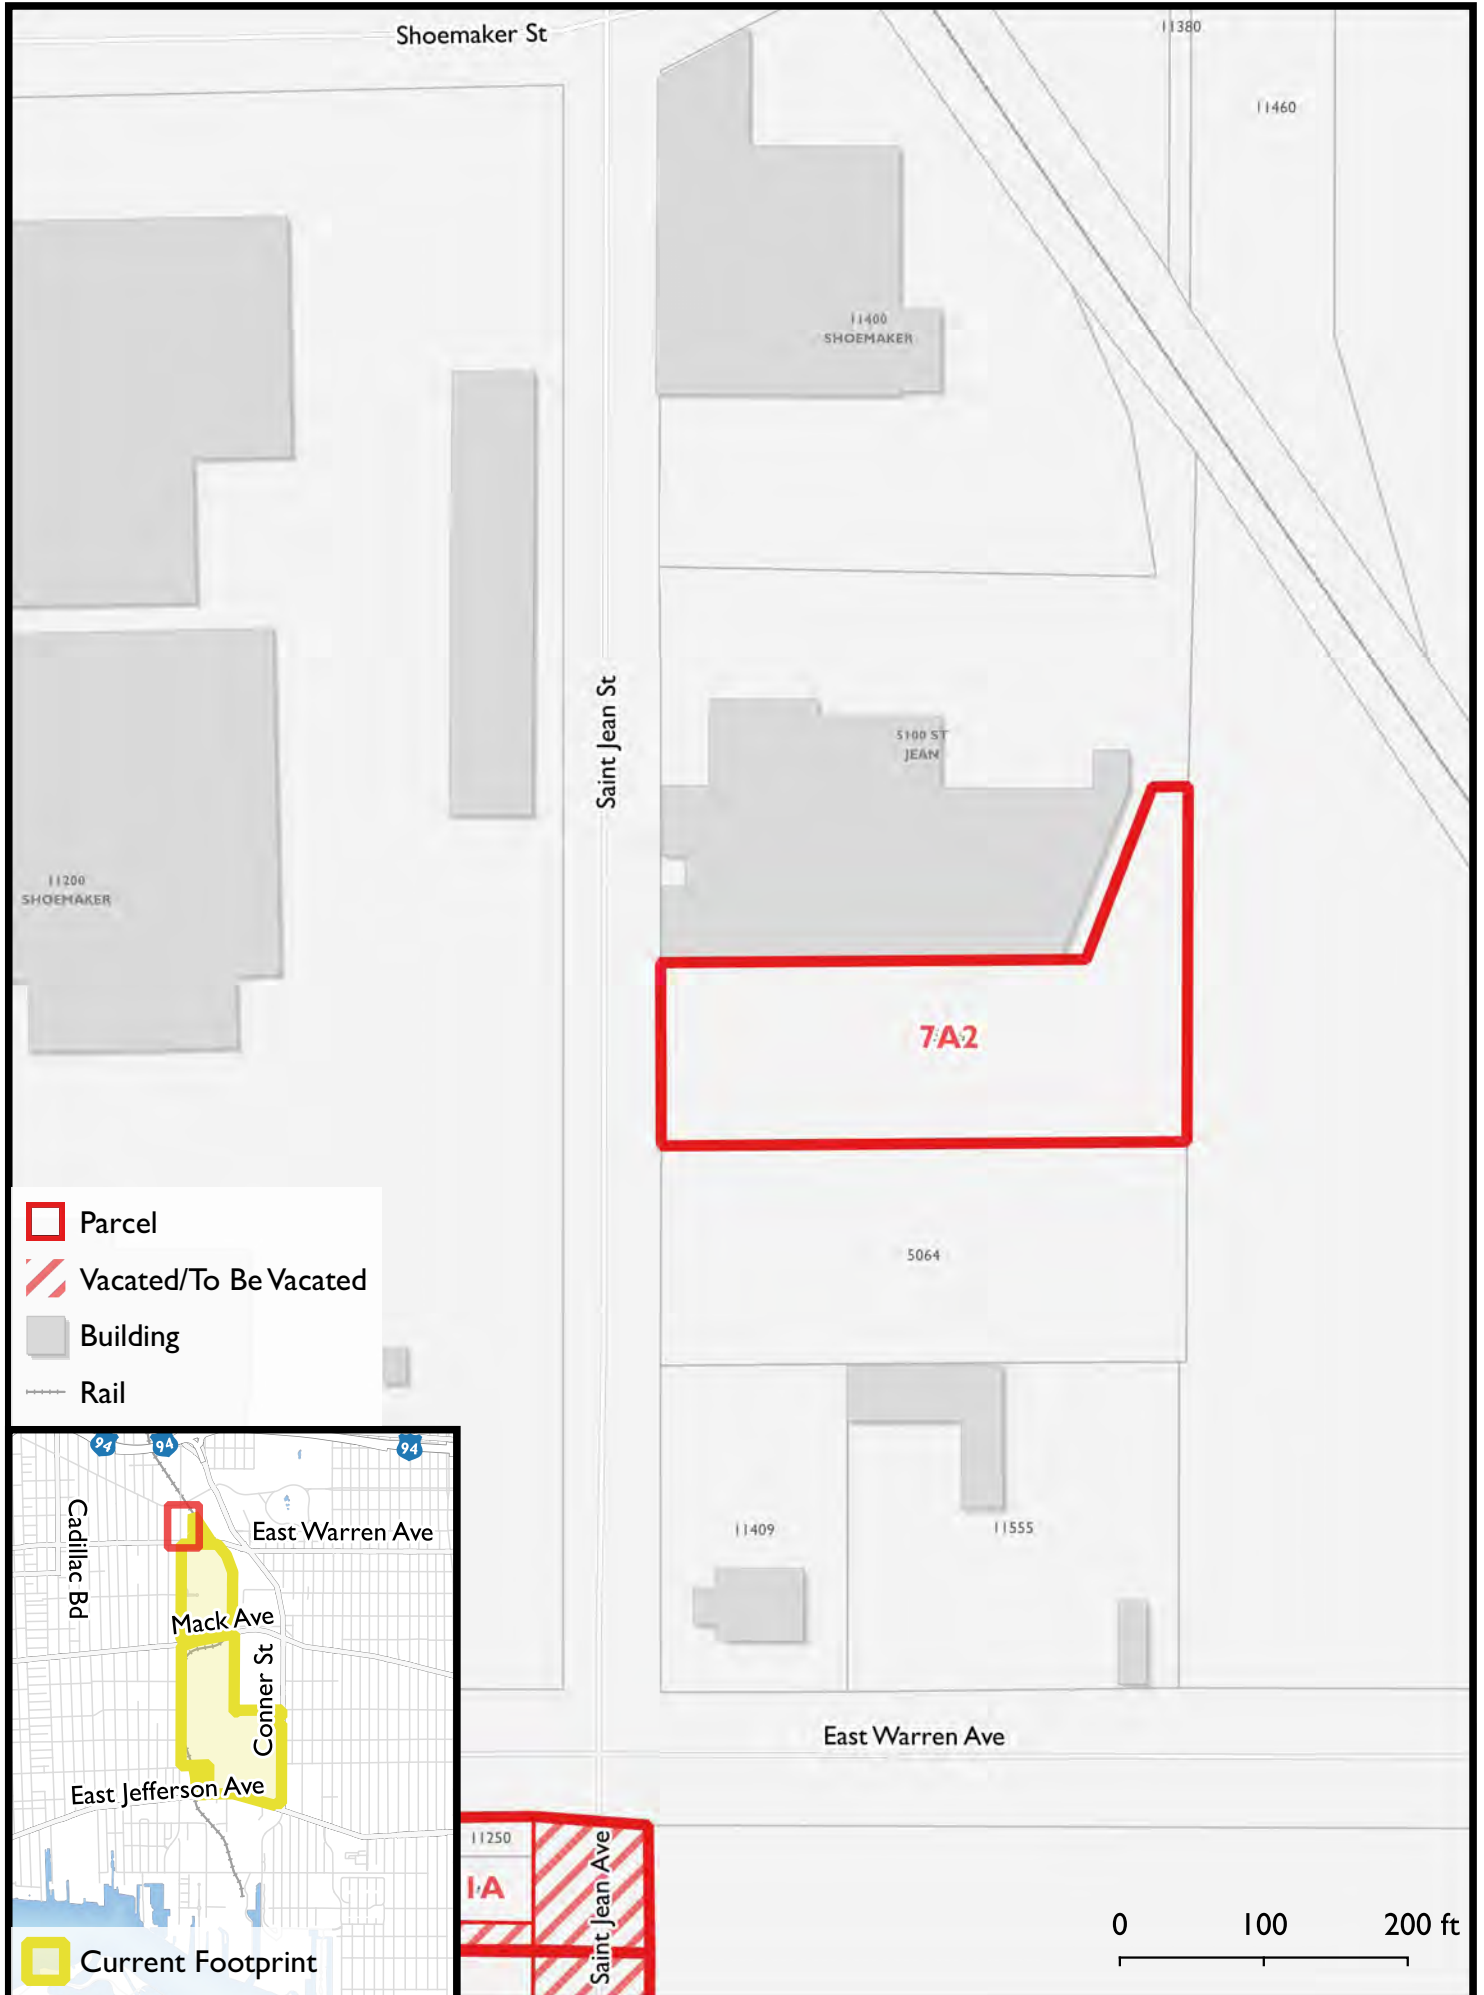 Shoemaker St
11380
11460
11400
SHOEMAKER
Saint Jean St
5100 ST
JEAN
11200
SHOEMAKER
7A2
Parcel
Vacated/To Be Vacated
Building
Rail
5064
11409
11555
East Warren Ave
94
94
94
Cadillac Bd
East Warren Ave
Mack Ave
Conner St
East Jefferson Ave
Current Footprint
11250
1A
Saint Jean Ave
0 100 200 ft